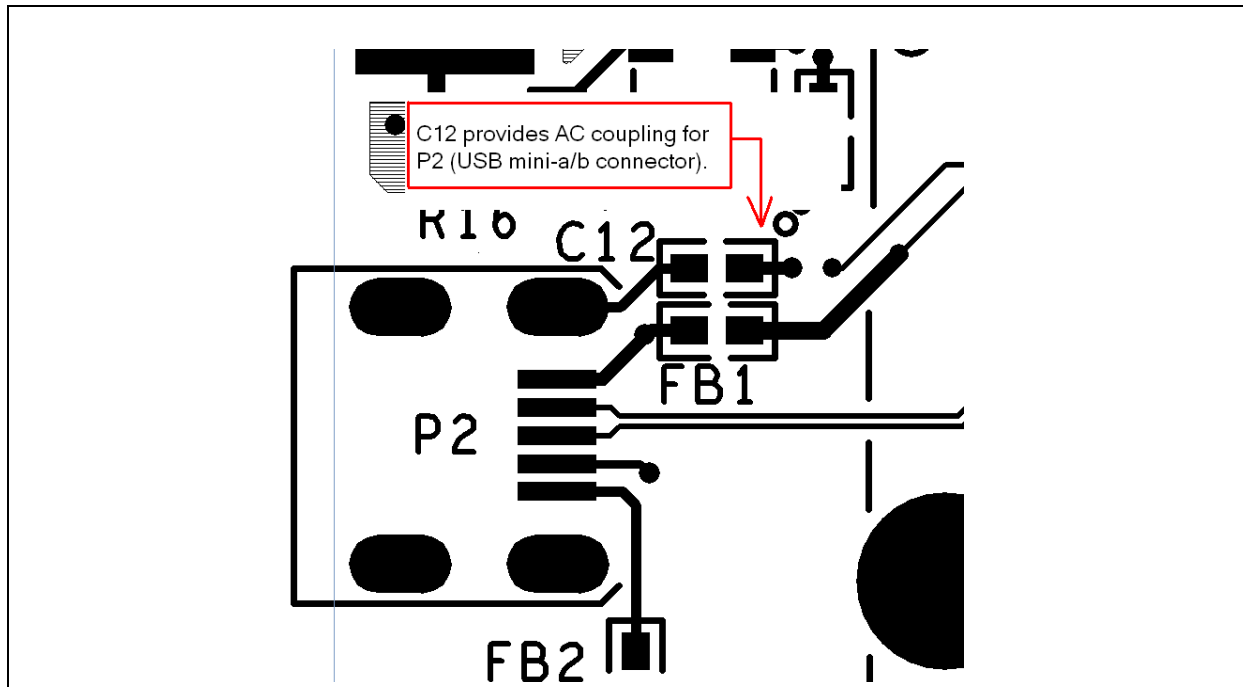 C12 provides AC coupling for
P2 (USB mini-a/b connector).
R16
C12
FB1
P2
FB2